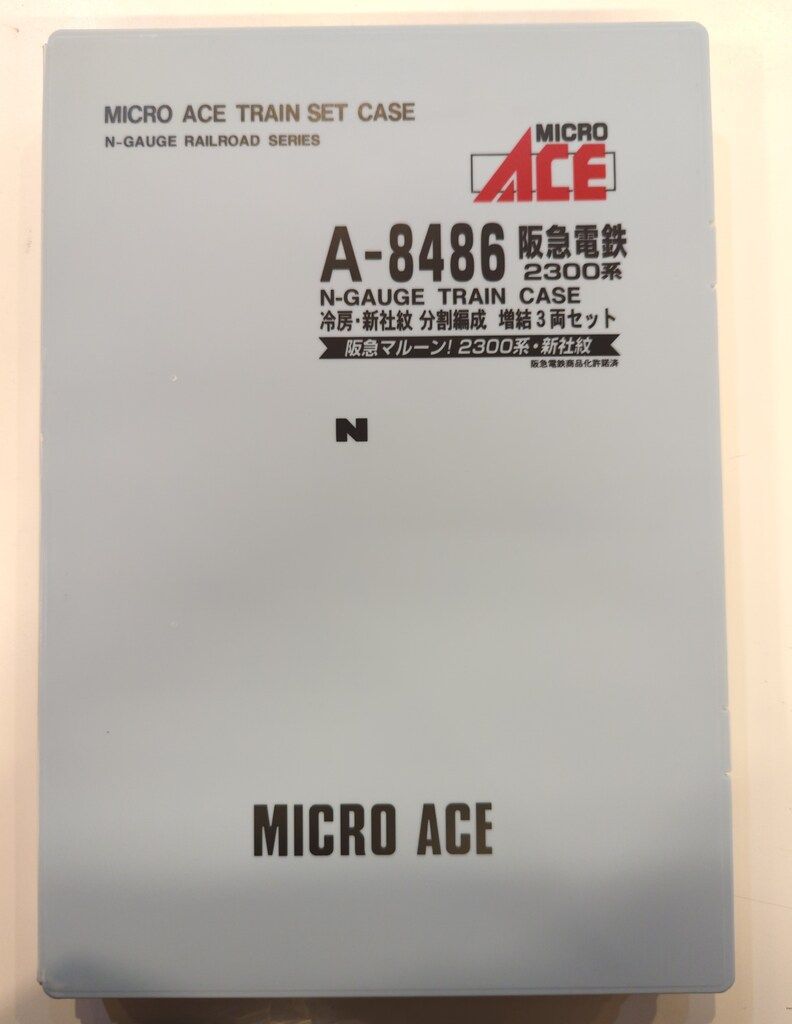 MICRO ACE TRAIN SET CASE
N-GAUGE RAILROAD SERIES
MICRO
ACE
A-8486 阪急電鉄
2300系
N-GAUGE TRAIN CASE
冷房・新社紋 分割編成 増結3両セット
阪急マルーン! 2300系・新社紋
阪急電鉄商品化許諾済
N
MICRO ACE